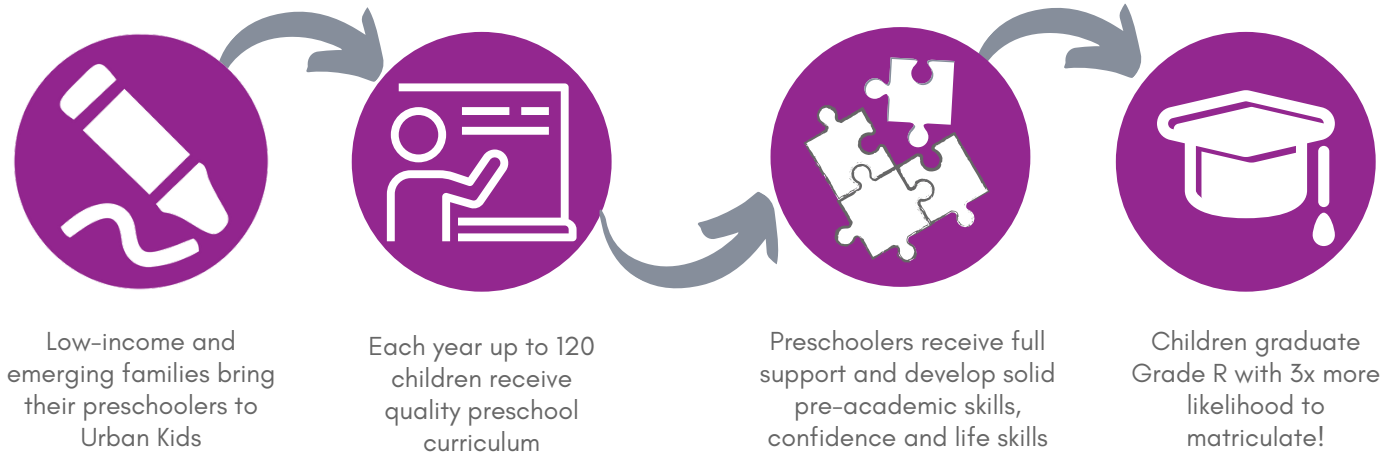 Low-income and
emerging families bring
their preschoolers to
Urban Kids
Each year up to 120
children receive
quality preschool
curriculum
Preschoolers receive full
support and develop solid
pre-academic skills,
confidence and life skills
Children graduate
Grade R with 3x more
likelihood to
matriculate!